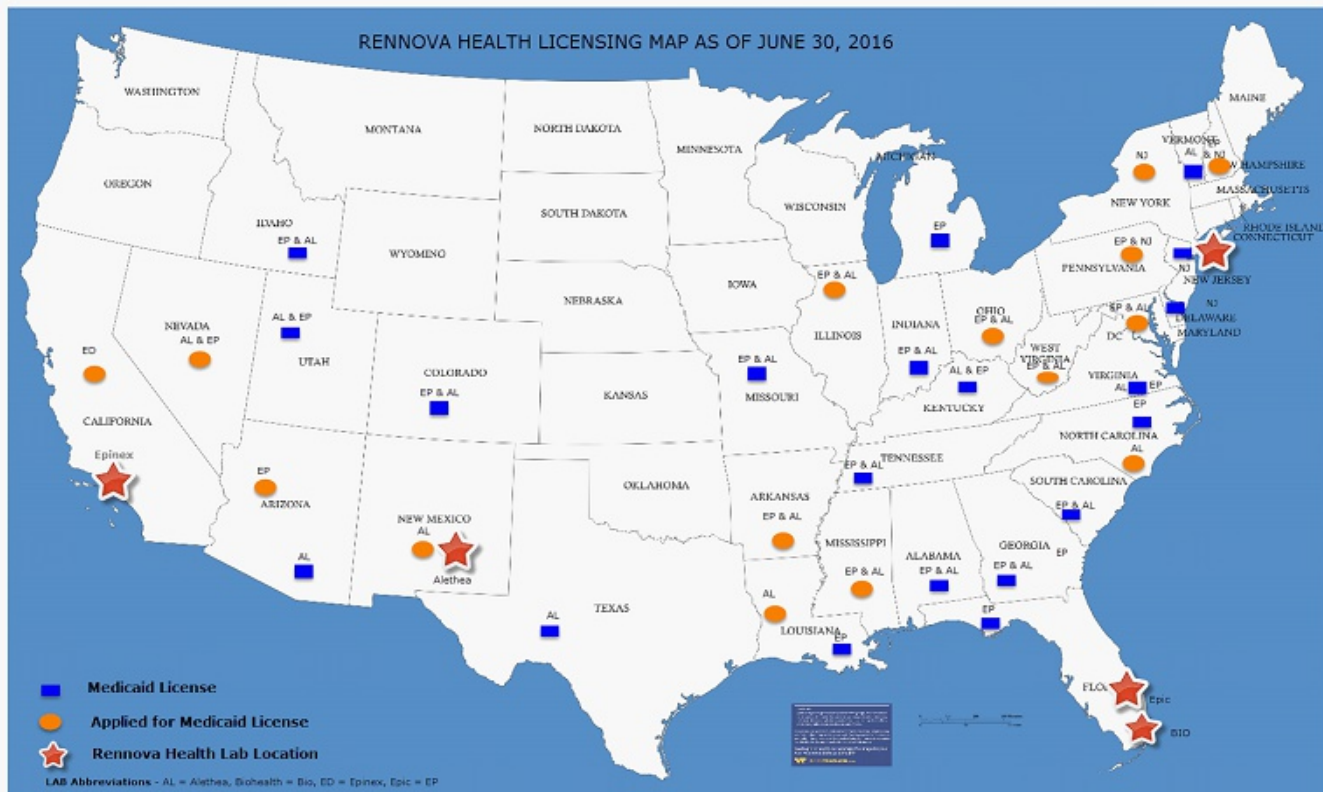 RENNOVA HEALTH LICENSING MAP AS OF JUNE 30, 2016
WASHINGTON
MONTANA
NORTH DAKOTA
MINNESOTA
MICHIGAN
MAINE
VERMONT
AL
EP
& NJ
NEW HAMPSHIRE
NJ
NEW YORK
MASSACHUSETTS
RHODE ISLAND
CONNECTICUT
OREGON
IDAHO
EP & AL
SOUTH DAKOTA
WISCONSIN
EP
WYOMING
IOWA
NEBRASKA
EP & AL
ILLINOIS
INDIANA
EP & AL
OHIO
EP & AL
EP & NJ
PENNSYLVANIA
NJ
NEW JERSEY
NJ
DELAWARE
MARYLAND
EP & AL
DC
WEST
VIRGINIA
EP & AL
VIRGINIA
AL
EP
NEVADA
AL & EP
AL & EP
UTAH
COLORADO
EP & AL
KANSAS
EP & AL
MISSOURI
AL & EP
KENTUCKY
EP
NORTH CAROLINA
AL
ED
CALIFORNIA
Epinex
EP
ARIZONA
AL
NEW MEXICO
AL
Alethea
OKLAHOMA
ARKANSAS
EP & AL
TENNESSEE
EP & AL
SOUTH CAROLINA
EP & AL
MISSISSIPPI
EP & AL
ALABAMA
EP & AL
GEORGIA
EP
EP & AL
TEXAS
AL
AL
LOUISIANA
EP
EP
Epic
BIO
Medicaid License
Applied for Medicaid License
Rennova Health Lab Location
LAB Abbreviations - AL = Alethea, Biohealth = Bio, ED = Epinex, Epic = EP